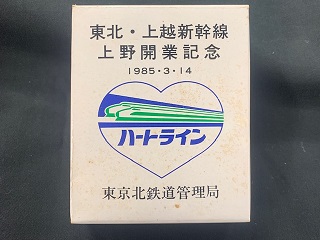 東北・上越新幹線
上野開業記念
1985・3・14
ハートライン
東京北鉄道管理局